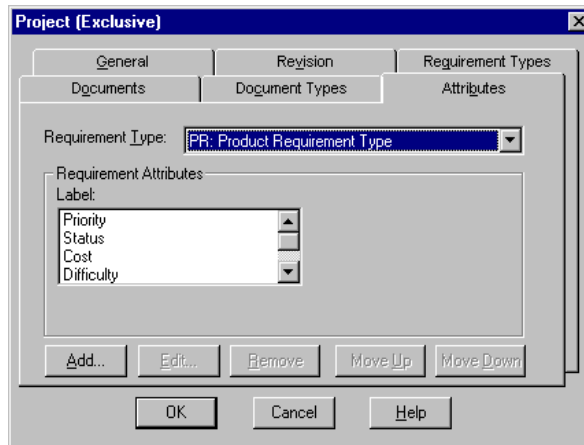 Project (Exclusive)
General Revision Requirement Types
Documents Document Types Attributes
Requirement Type: PR: Product Requirement Type
Requirement Attributes
Label:
Priority
Status
Cost
Difficulty
Add... Edit... Remove Move Up Move Down
OK Cancel Help